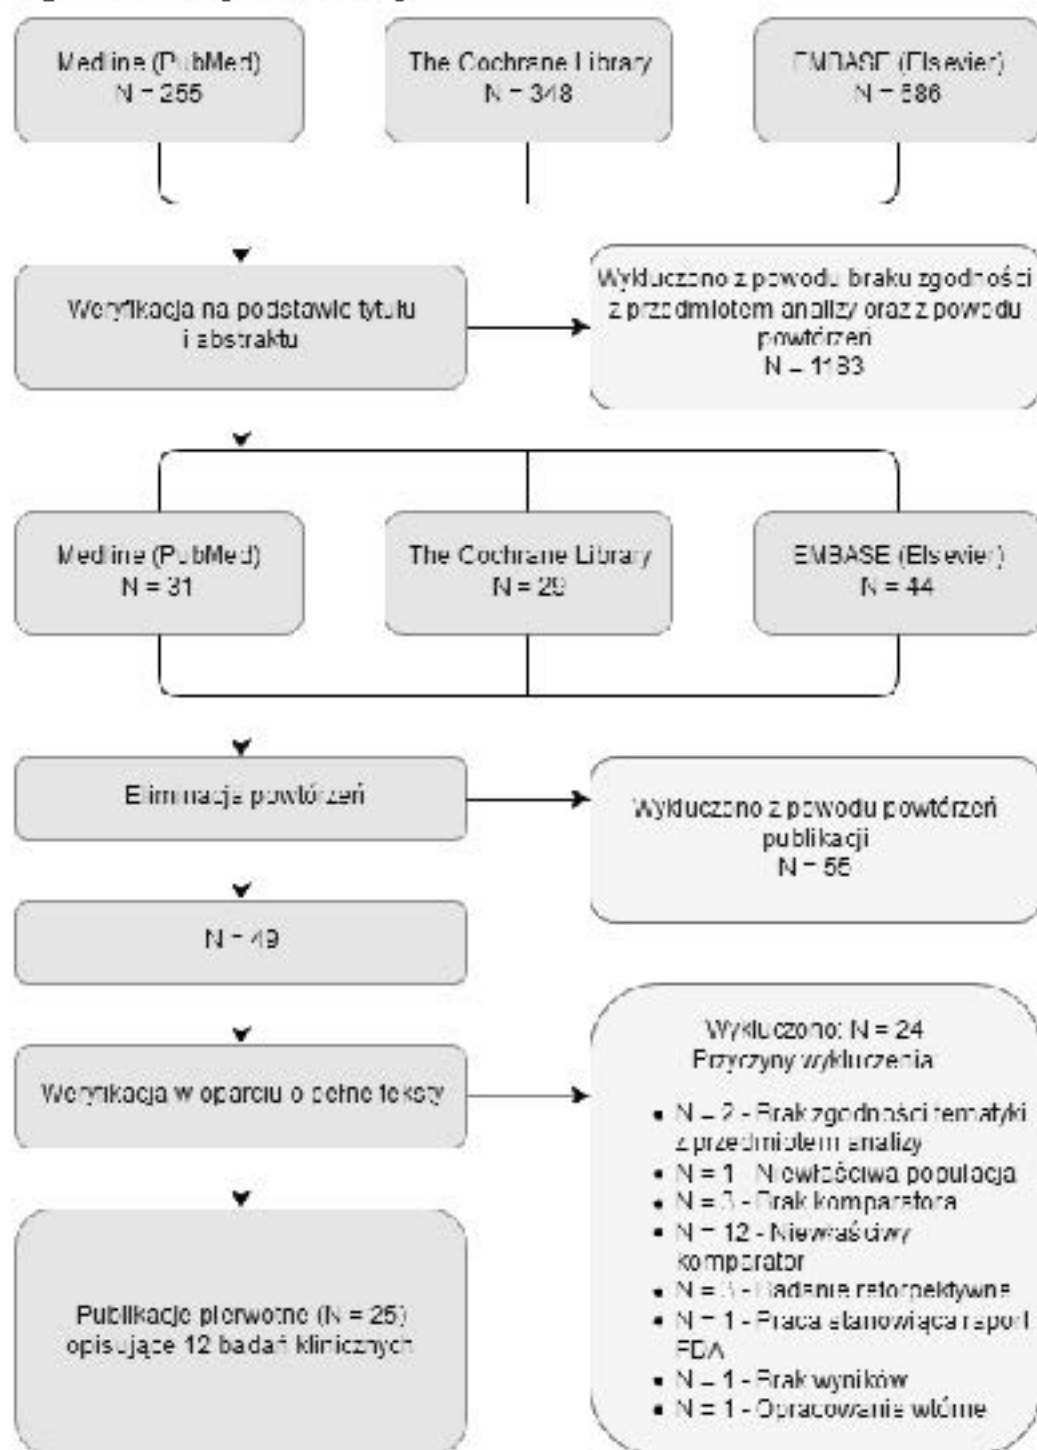 Medline (PubMed)
N = 255
The Cochrane Library
N = 348
EMBASE (Elsevier)
N =
Weryfikacja na podstawie tytułu
i abstraktu
Wykluczono z powodu braku zgodności
z przedmiotem analizy oraz z powodu
powtórzeń
N =
Medline (PubMed)
N = 31
The Cochrane Library
N = 29
EMBASE (Elsevier)
N = 44
Eliminacja powtórzeń
Wykluczono z powodu powtórzeń
publikacji
N = 55
N = 49
Weryfikacja w oparciu o pełne teksty
Wykluczono: N = 24
Przyczyny wykluczenia:
• N = 2 - Brak zgodności tematyki
z przedmiotem analizy
• N = 1 - Niewłaściwa populacja
• N = 3 - Brak komparatora
• N = 12 - Niewłaściwy
komparator
• N = 3 - Badanie retorpektywne
• N = 1 - Praca stanowiąca raport
FDA
• N = 1 - Brak wyników
• N = 1 - Opracowanie wtórne
Publikacje pierwotne (N = 25)
opisujące 12 badań klinicznych